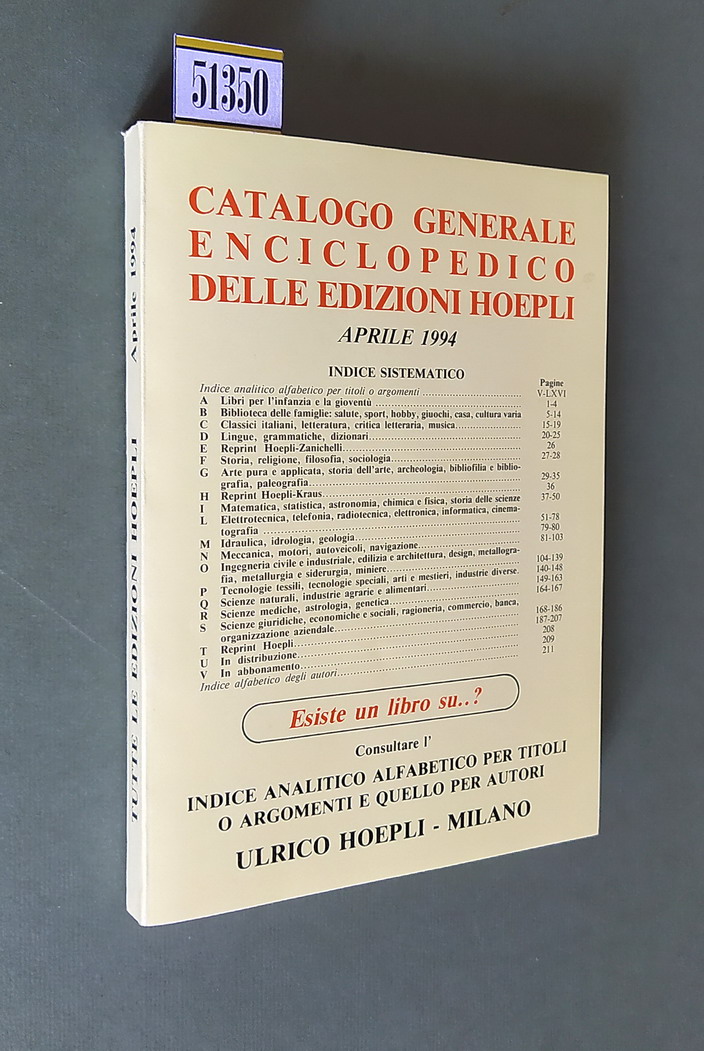 51350
CATALOGO GENERALE
ENCICLOPEDICO
DELLE EDIZIONI HOEPLI
APRILE 1994
INDICE SISTEMATICO
Pagine
Indice analitico alfabetico per titoli o argomenti ........ V-LXVI
A Libri per l'infanzia e la gioventù ........ 1-4
B Biblioteca delle famiglie: salute, sport, hobby, giuochi, casa, cultura varia 5-14
C Classici italiani, letteratura, critica letteraria, musica........ 15-19
D Lingue, grammatiche, dizionari........ 20-25
E Reprint Hoepli-Zanichelli........ 26
F Storia, religione, filosofia, sociologia........ 27-28
G Arte pura e applicata, storia dell'arte, archeologia, bibliofilia e biblio-
grafia, paleografia........ 29-35
H Reprint Hoepli-Kraus........ 36
I Matematica, statistica, astronomia, chimica e fisica, storia delle scienze 37-50
L Elettrotecnica, telefonia, radiotecnica, elettronica, informatica, cinema-
tografia ........ 51-78
M Idraulica, idrologia, geologia........ 79-80
N Meccanica, motori, autoveicoli, navigazione........ 81-103
O Ingegneria civile e industriale, edilizia e architettura, design, metallogra-
fia, metallurgia e siderurgia, miniere........ 104-139
P Tecnologie tessili, tecnologie speciali, arti e mestieri, industrie diverse. 140-148
Q Scienze naturali, industrie agrarie e alimentari........ 149-163
R Scienze mediche, astrologia, genetica........ 164-167
S Scienze giuridiche, economiche e sociali, ragioneria, commercio, banca,
organizzazione aziendale........ 168-186
T Reprint Hoepli........ 187-207
U In distribuzione........ 208
V In abbonamento........ 209
Indice alfabetico degli autori........ 211
Esiste un libro su..?
Consultare l'
INDICE ANALITICO ALFABETICO PER TITOLI
O ARGOMENTI E QUELLO PER AUTORI
ULRICO HOEPLI - MILANO
TUTTE LE EDIZIONI HOEPLI Aprile 1994